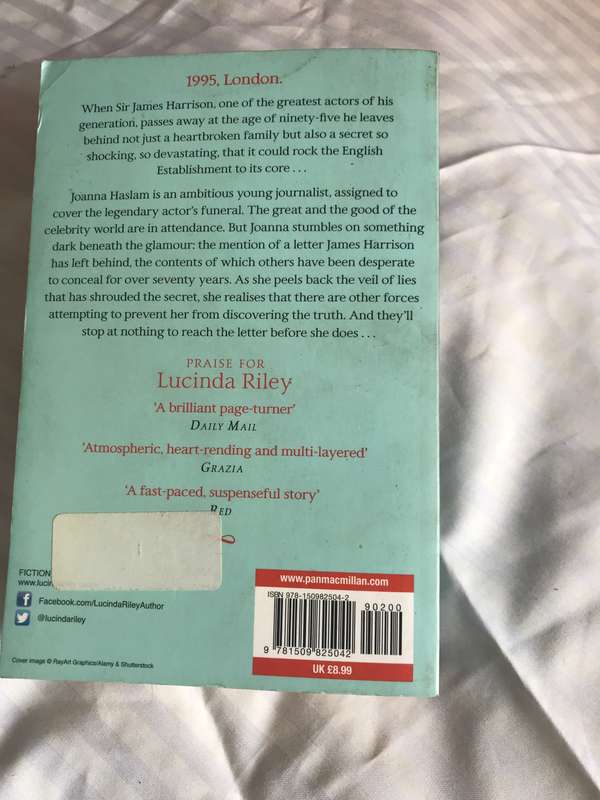 1995, London.
When Sir James Harrison, one of the greatest actors of his
generation, passes away at the age of ninety-five he leaves
behind not just a heartbroken family but also a secret so
shocking, so devastating, that it could rock the English
Establishment to its core . . .
Joanna Haslam is an ambitious young journalist, assigned to
cover the legendary actor's funeral. The great and the good of the
celebrity world are in attendance. But Joanna stumbles on something
dark beneath the glamour: the mention of a letter James Harrison
has left behind, the contents of which others have been desperate
to conceal for over seventy years. As she peels back the veil of lies
that has shrouded the secret, she realises that there are other forces
attempting to prevent her from discovering the truth. And they'll
stop at nothing to reach the letter before she does . . .
PRAISE FOR
Lucinda Riley
'A brilliant page-turner'
DAILY MAIL
'Atmospheric, heart-rending and multi-layered'
GRAZIA
'A fast-paced, suspenseful story'
RED
FICTION
Facebook.com/LucindaRileyAuthor
@lucindariley
Cover image © RayArt Graphics/Alamy & Shutterstock
www.panmacmillan.com
ISBN 978-150982504-2
90200
9 781509 825042
UK £8.99